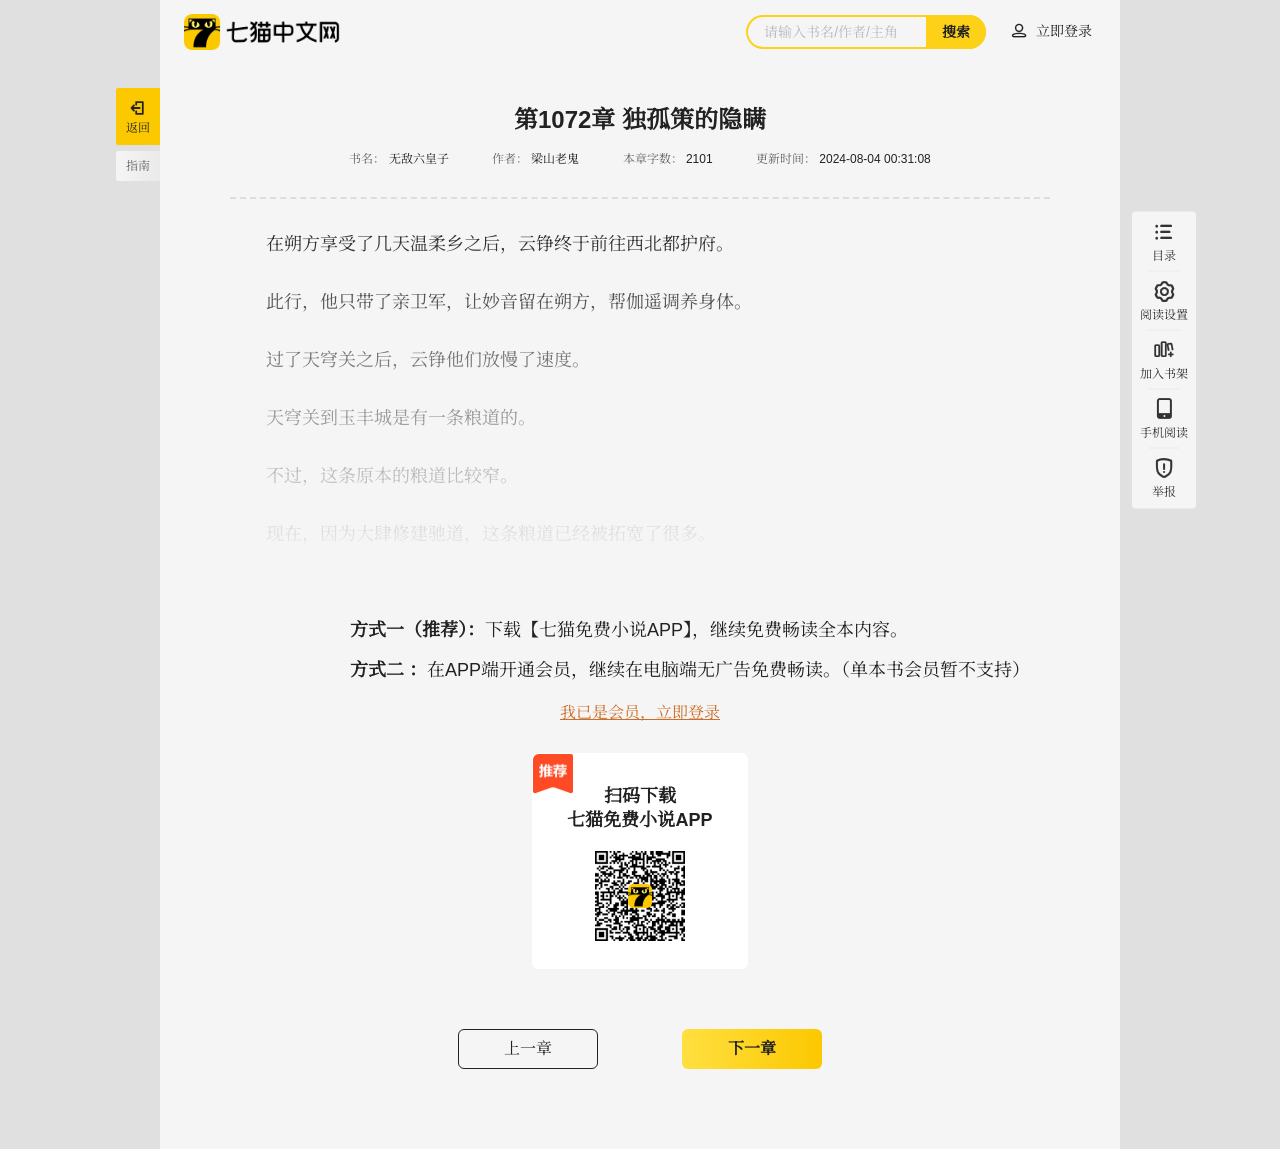 七猫中文网
请输入书名/作者/主角
搜索
立即登录
返回
指南
第1072章 独孤策的隐瞒
书名： 无敌六皇子 作者： 梁山老鬼 本章字数： 2101 更新时间： 2024-08-04 00:31:08
在朔方享受了几天温柔乡之后，云铮终于前往西北都护府。
此行，他只带了亲卫军，让妙音留在朔方，帮伽遥调养身体。
过了天穹关之后，云铮他们放慢了速度。
天穹关到玉丰城是有一条粮道的。
不过，这条原本的粮道比较窄。
现在，因为大肆修建驰道，这条粮道已经被拓宽了很多。
目录
阅读设置
加入书架
手机阅读
举报
方式一（推荐）：下载【七猫免费小说APP】，继续免费畅读全本内容。
方式二 ：在APP端开通会员，继续在电脑端无广告免费畅读。（单本书会员暂不支持）
我已是会员，立即登录
推荐
扫码下载
七猫免费小说APP
上一章
下一章